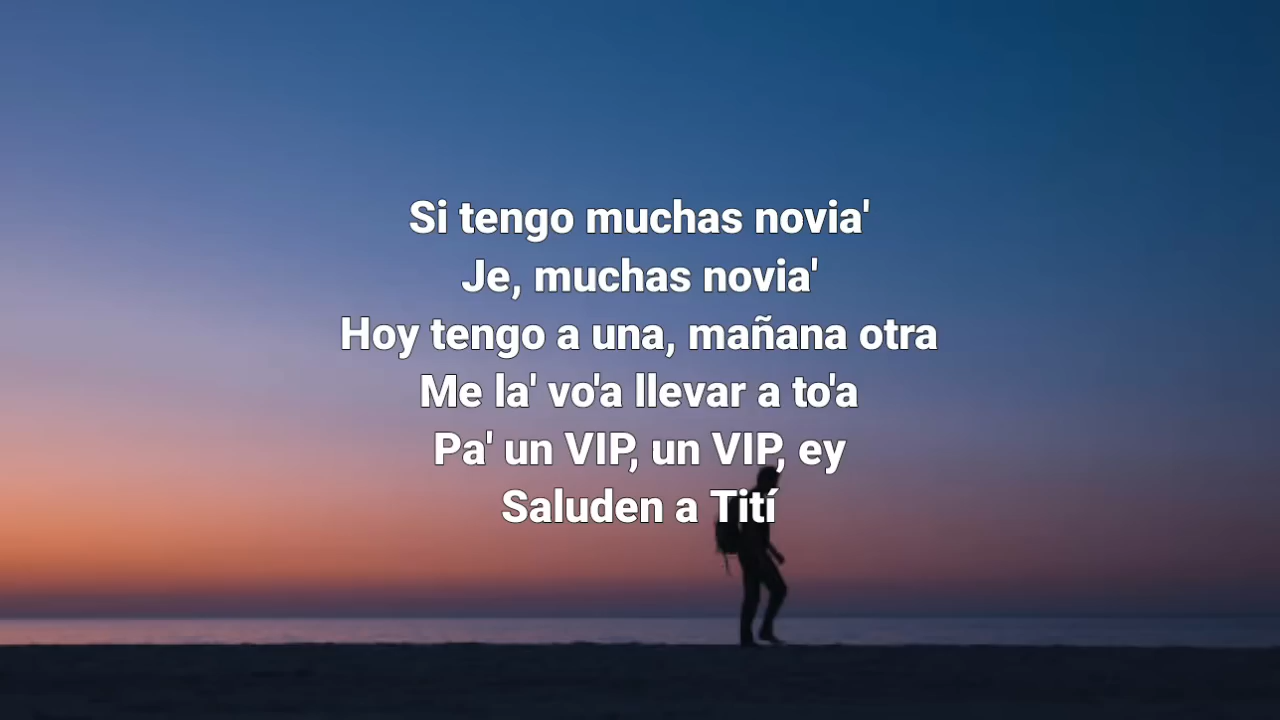 Si tengo muchas novia'
Je, muchas novia'
Hoy tengo a una, mañana otra
Me la' vo'a llevar a to'a
Pa' un VIP, un VIP, ey
Saluden a Tití